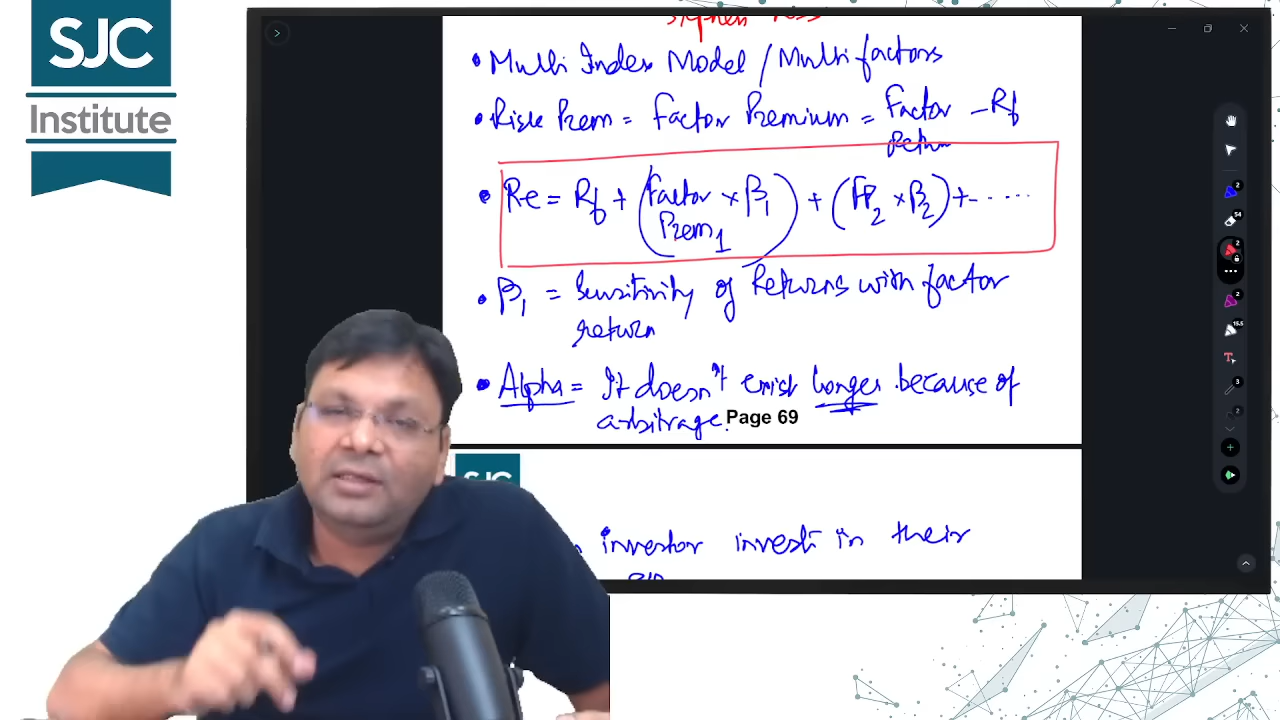 SJC
Institute
• Multi Index Model / Multifactors
• Risk Prem = Factor Premium = Factor - Rf
Return
• Re = Rf + (Factor Prem1 × β1) + (FP2 × β2) + - ....
• β1 = Sensitivity of Returns with factor
return
• Alpha = It doesn't exist longer because of
arbitrage. Page 69
SJC
investor invest in their